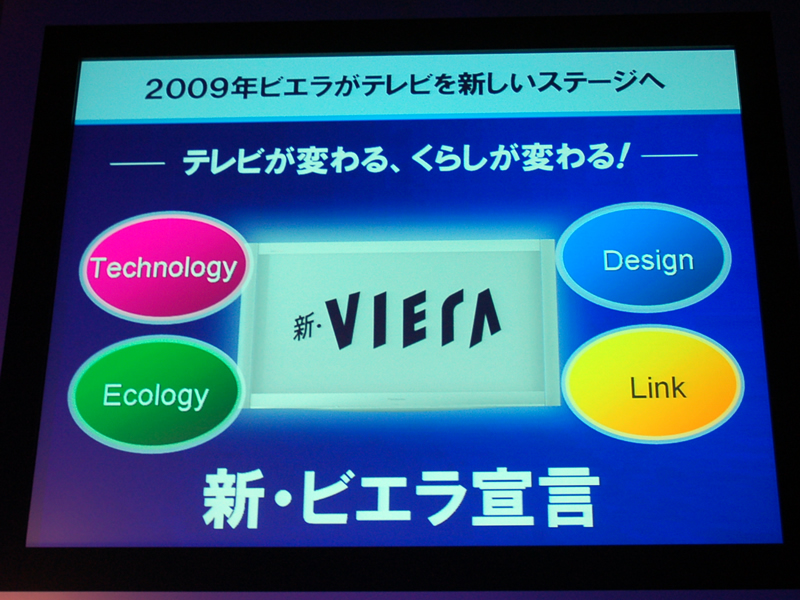 2009年ビエラがテレビを新しいステージへ
テレビが変わる、くらしが変わる!
Technology
Design
新・VIERA
Ecology
Link
新・ビエラ宣言